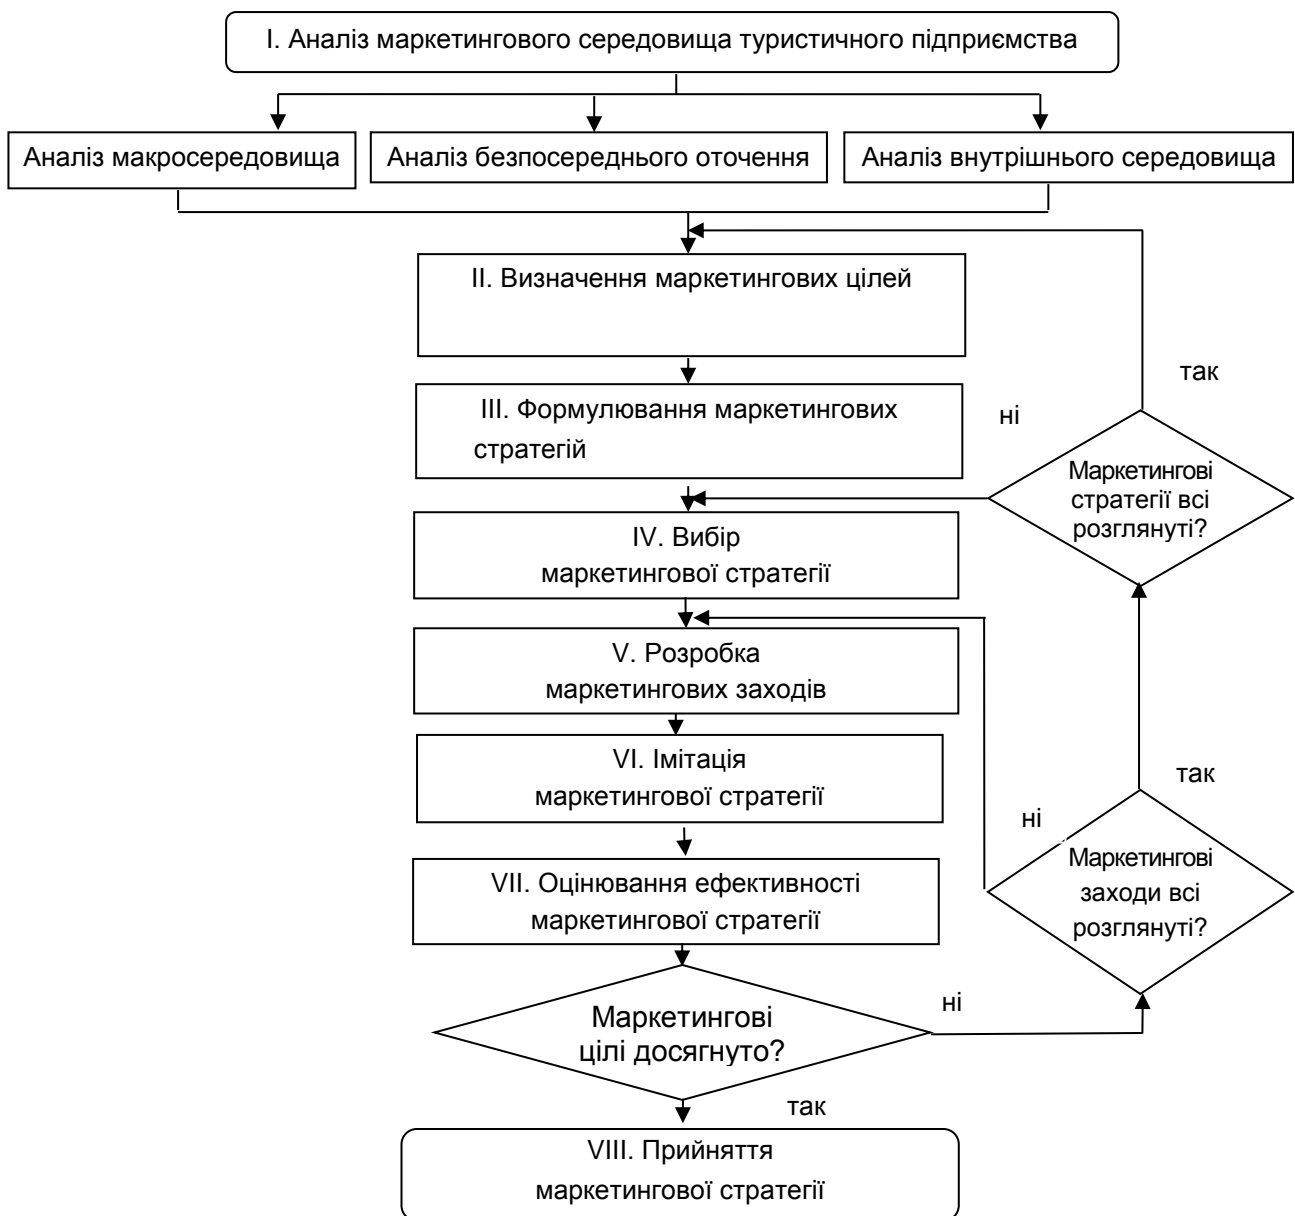 I. Аналіз маркетингового середовища туристичного підприємства
Аналіз макросередовища
Аналіз безпосереднього оточення
Аналіз внутрішнього середовища
II. Визначення маркетингових цілей
так
III. Формулювання маркетингових
стратегій
ні
Маркетингові
стратегії всі
розглянуті?
IV. Вибір
маркетингової стратегії
V. Розробка
маркетингових заходів
VI. Імітація
маркетингової стратегії
так
ні
Маркетингові
заходи всі
розглянуті?
VII. Оцінювання ефективності
маркетингової стратегії
ні
Маркетингові
цілі досягнуто?
так
VIII. Прийняття
маркетингової стратегії